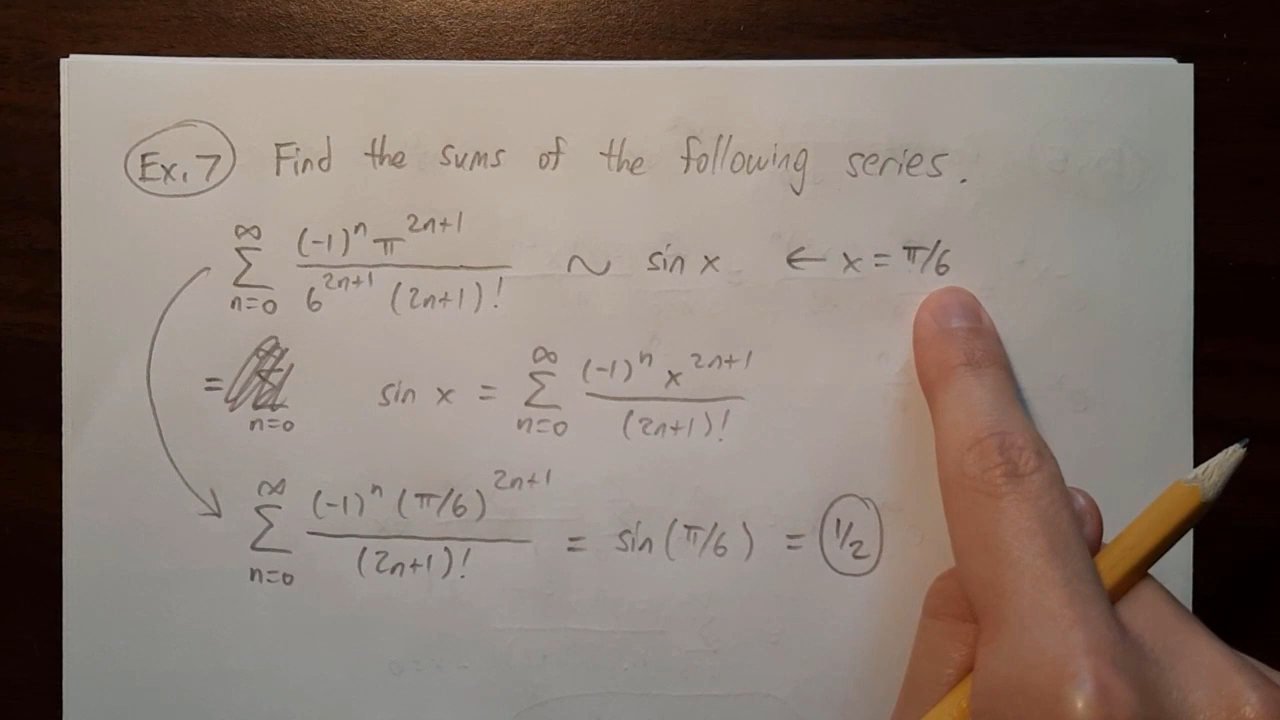 Ex. 7 Find the sums of the following series.
∞ Σ n=0 (-1)^n π^{2n+1} / 6^{2n+1} (2n+1)! ~ sin x ← x = π/6
= n=0 sin x = ∞ Σ n=0 (-1)^n x^{2n+1} / (2n+1)!
∞ Σ n=0 (-1)^n (π/6)^{2n+1} / (2n+1)! = sin(π/6) = 1/2